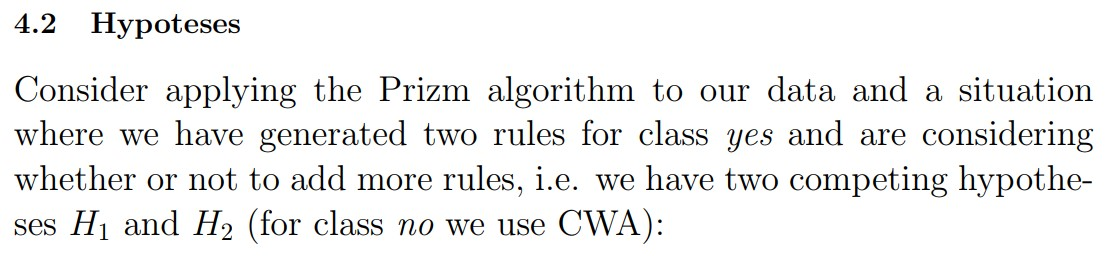 4.2 Hypoteses
Consider applying the Prizm algorithm to our data and a situation
where we have generated two rules for class yes and are considering
whether or not to add more rules, i.e. we have two competing hypothe-
ses H₁ and H₂ (for class no we use CWA):